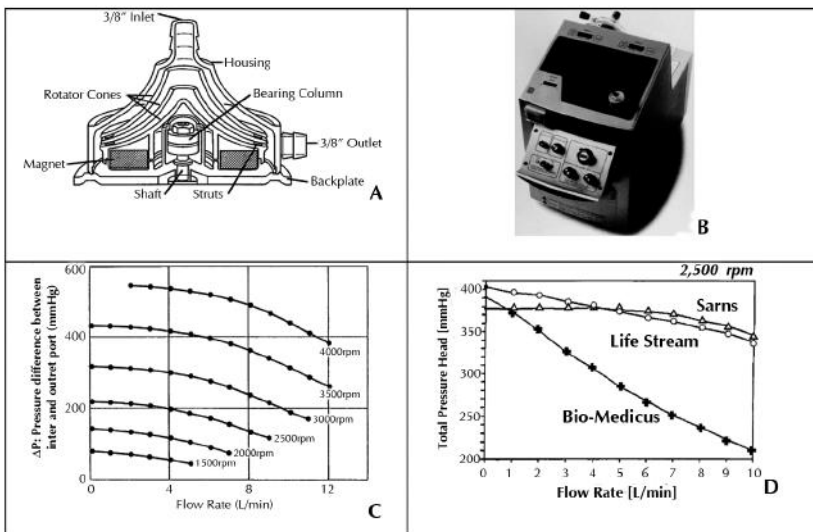 3/8" Inlet
Housing
Rotator Cones
Bearing Column
3/8" Outlet
Magnet
Shaft
Struts
Backplate
A
B
ΔP: Pressure difference between
inter and outret port (mmHg)
600
400
200
0
0
4
8
12
4000rpm
3500rpm
3000rpm
2500rpm
2000rpm
1500rpm
Flow Rate (L/min)
C
2,500 rpm
Total Pressure Head [mmHg]
400
350
300
250
200
Sarns
Life Stream
Bio-Medicus
0 1 2 3 4 5 6 7 8 9 10
Flow Rate [L/min]
D